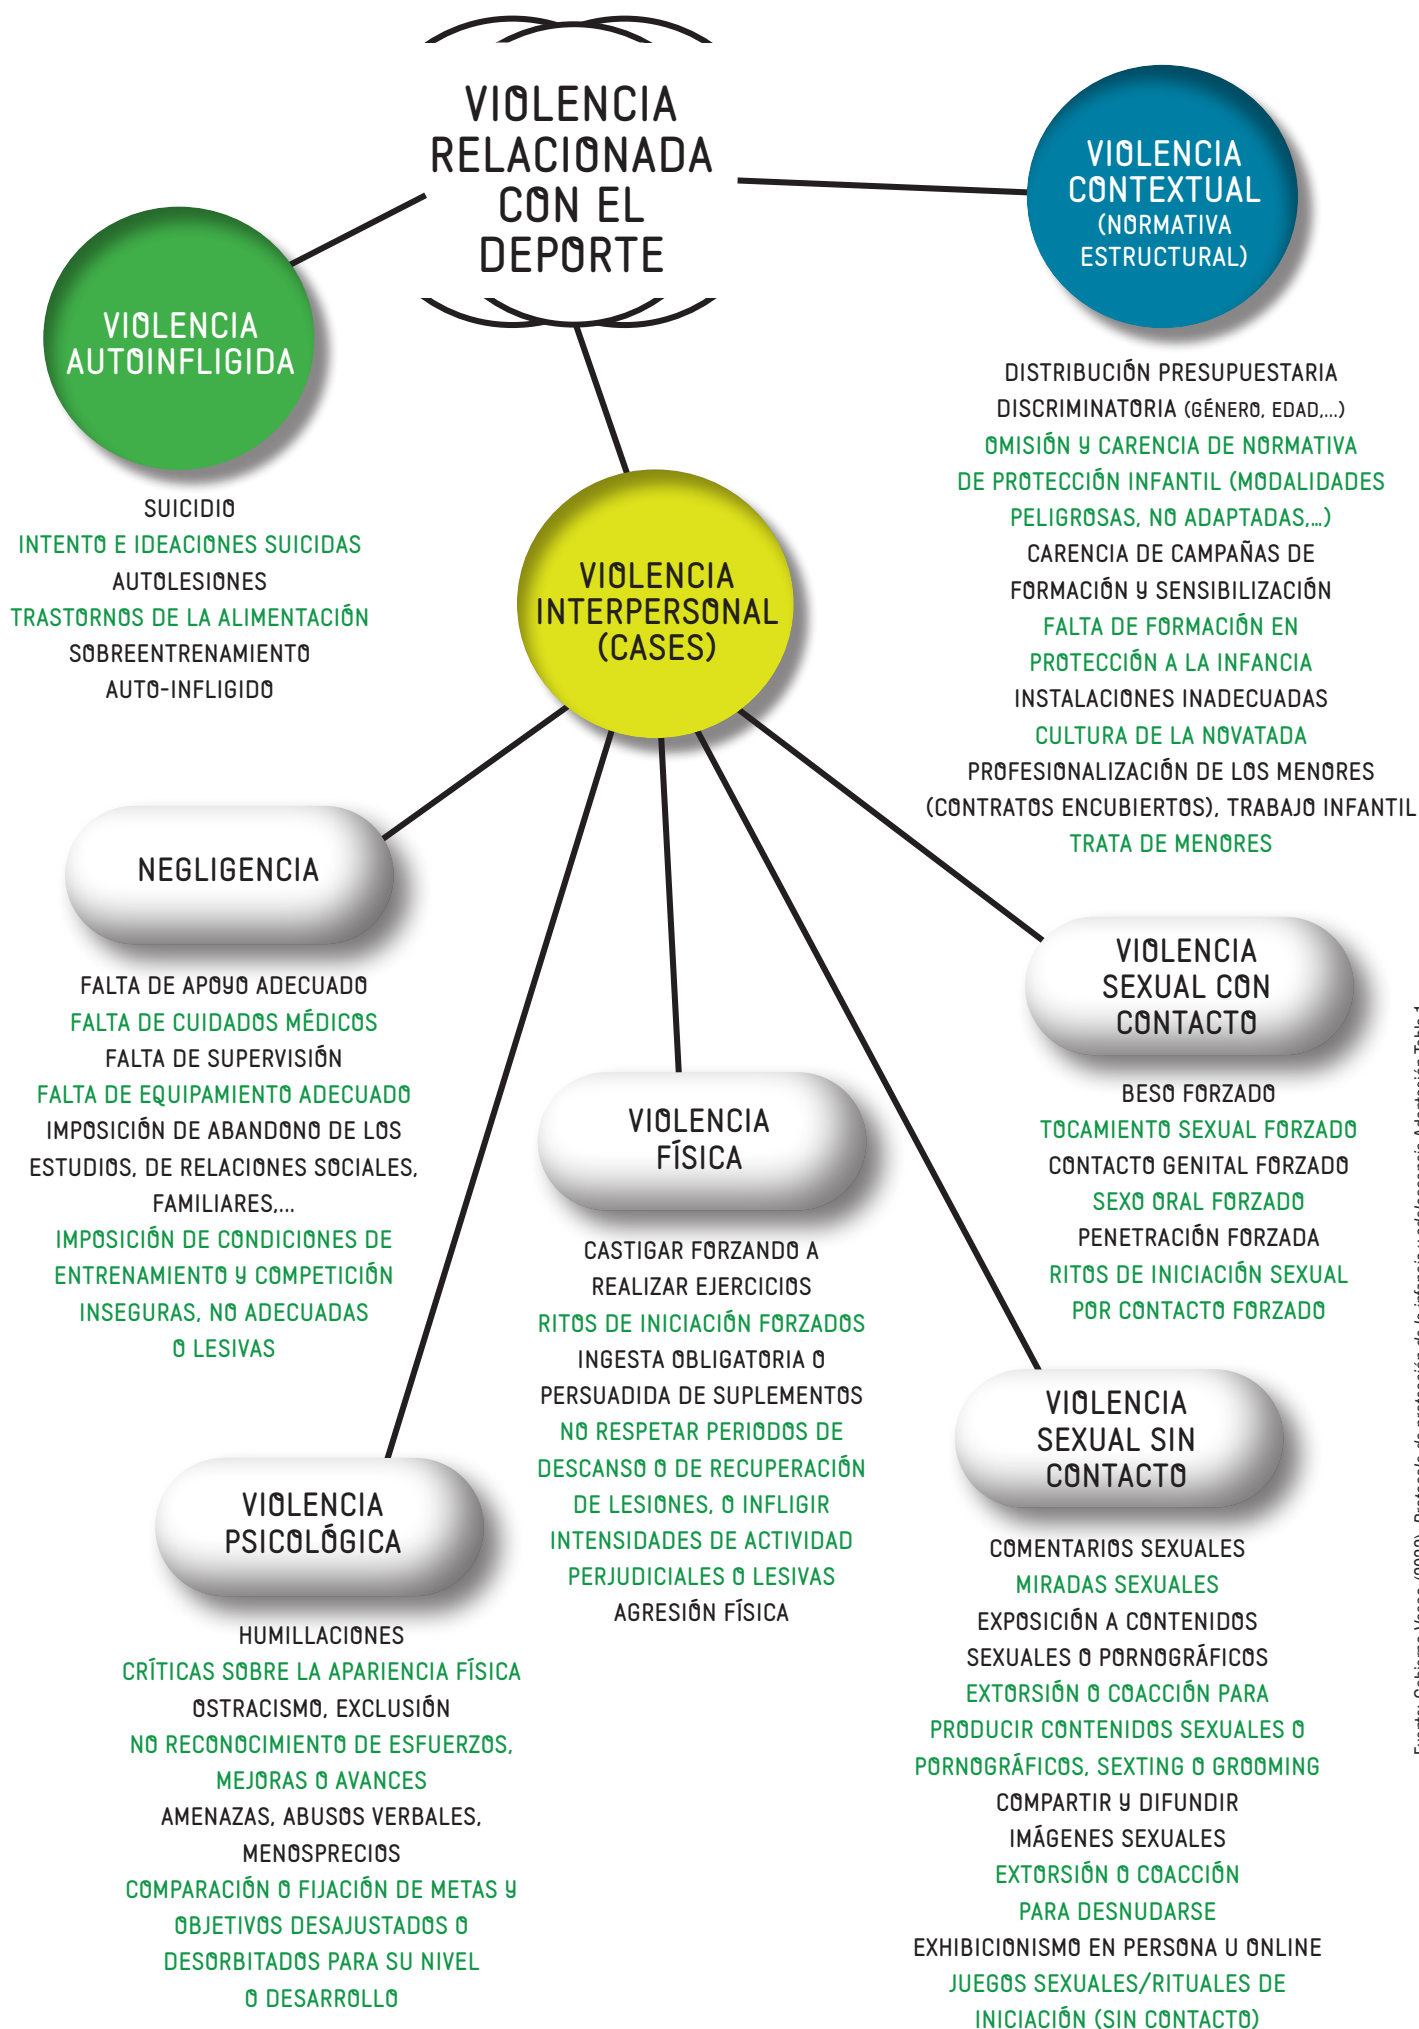 VIOLENCIA
RELACIONADA
CON EL
DEPORTE
VIOLENCIA
AUTOINFLIGIDA
SUICIDIO
INTENTO E IDEACIONES SUICIDAS
AUTOLESIONES
TRASTORNOS DE LA ALIMENTACIÓN
SOBREENTRENAMIENTO
AUTO-INFLIGIDO
VIOLENCIA
CONTEXTUAL
(NORMATIVA
ESTRUCTURAL)
DISTRIBUCIÓN PRESUPUESTARIA
DISCRIMINATORIA (GÉNERO, EDAD,...)
OMISIÓN Y CARENCIA DE NORMATIVA
DE PROTECCIÓN INFANTIL (MODALIDADES
PELIGROSAS, NO ADAPTADAS,...)
CARENCIA DE CAMPAÑAS DE
FORMACIÓN Y SENSIBILIZACIÓN
FALTA DE FORMACIÓN EN
PROTECCIÓN A LA INFANCIA
INSTALACIONES INADECUADAS
CULTURA DE LA NOVATADA
PROFESIONALIZACIÓN DE LOS MENORES
(CONTRATOS ENCUBIERTOS), TRABAJO INFANTIL
TRATA DE MENORES
VIOLENCIA
INTERPERSONAL
(CASES)
NEGLIGENCIA
FALTA DE APOYO ADECUADO
FALTA DE CUIDADOS MÉDICOS
FALTA DE SUPERVISIÓN
FALTA DE EQUIPAMIENTO ADECUADO
IMPOSICIÓN DE ABANDONO DE LOS
ESTUDIOS, DE RELACIONES SOCIALES,
FAMILIARES,...
IMPOSICIÓN DE CONDICIONES DE
ENTRENAMIENTO Y COMPETICIÓN
INSEGURAS, NO ADECUADAS
O LESIVAS
VIOLENCIA
PSICOLÓGICA
HUMILLACIONES
CRÍTICAS SOBRE LA APARIENCIA FÍSICA
OSTRACISMO, EXCLUSIÓN
NO RECONOCIMIENTO DE ESFUERZOS,
MEJORAS O AVANCES
AMENAZAS, ABUSOS VERBALES,
MENOSPRECIOS
COMPARACIÓN O FIJACIÓN DE METAS Y
OBJETIVOS DESAJUSTADOS O
DESORBITADOS PARA SU NIVEL
O DESARROLLO
VIOLENCIA
FÍSICA
CASTIGAR FORZANDO A
REALIZAR EJERCICIOS
RITOS DE INICIACIÓN FORZADOS
INGESTA OBLIGATORIA O
PERSUADIDA DE SUPLEMENTOS
NO RESPETAR PERIODOS DE
DESCANSO O DE RECUPERACIÓN
DE LESIONES, O INFLIGIR
INTENSIDADES DE ACTIVIDAD
PERJUDICIALES O LESIVAS
AGRESIÓN FÍSICA
VIOLENCIA
SEXUAL CON
CONTACTO
BESO FORZADO
TOCAMIENTO SEXUAL FORZADO
CONTACTO GENITAL FORZADO
SEXO ORAL FORZADO
PENETRACIÓN FORZADA
RITOS DE INICIACIÓN SEXUAL
POR CONTACTO FORZADO
VIOLENCIA
SEXUAL SIN
CONTACTO
COMENTARIOS SEXUALES
MIRADAS SEXUALES
EXPOSICIÓN A CONTENIDOS
SEXUALES O PORNOGRÁFICOS
EXTORSIÓN O COACCIÓN PARA
PRODUCIR CONTENIDOS SEXUALES O
PORNOGRÁFICOS, SEXTING O GROOMING
COMPARTIR Y DIFUNDIR
IMÁGENES SEXUALES
EXTORSIÓN O COACCIÓN
PARA DESNUDARSE
EXHIBICIONISMO EN PERSONA U ONLINE
JUEGOS SEXUALES/RITUALES DE
INICIACIÓN (SIN CONTACTO)